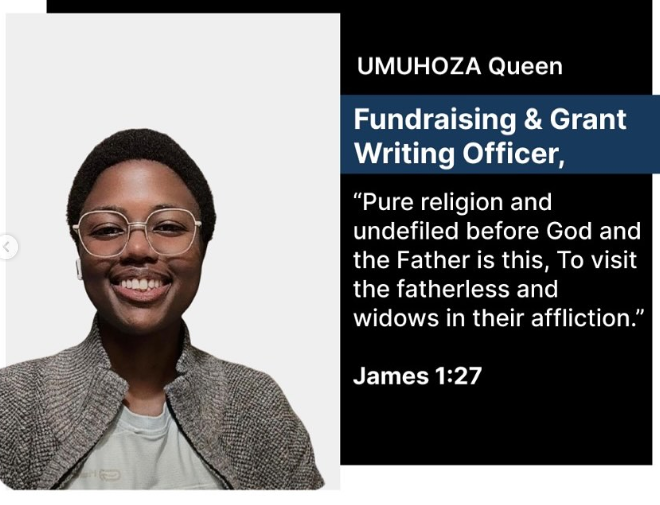 UMUHOZA Queen
Fundraising & Grant
Writing Officer,
“Pure religion and
undefiled before God and
the Father is this, To visit
the fatherless and
widows in their affliction.”
James 1:27